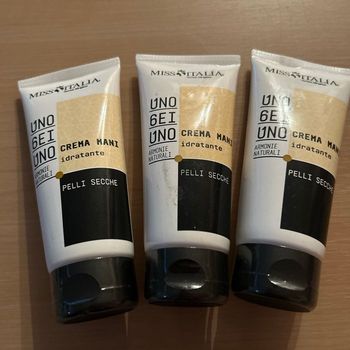 MISS ITALIA
UNO
6EI
UNO
ARMONIE
NATURALI
CREMA MANI
idratante
PELLI SECCHE
MISS ITALIA
UNO
6EI
UNO
ARMONIE
NATURALI
CREMA MANI
idratante
PELLI SECCHE
MISS ITALIA
UNO
6EI
UNO
ARMONIE
NATURALI
CREMA MANI
idratante
PELLI SECCHE